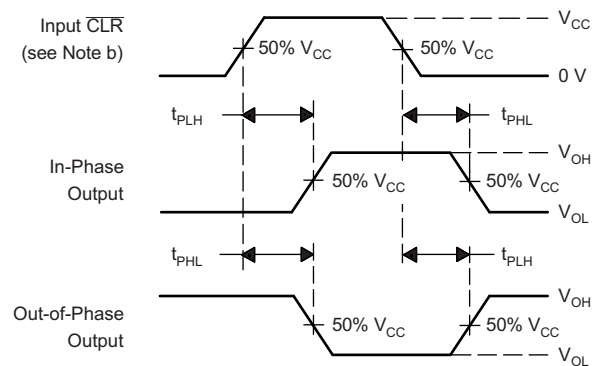 Input CLR
(see Note b)
50% VCC
50% VCC
VCC
0 V
tPLH
tPHL
In-Phase
Output
50% VCC
50% VCC
VOH
VOL
tPHL
tPLH
Out-of-Phase
Output
50% VCC
50% VCC
VOH
VOL